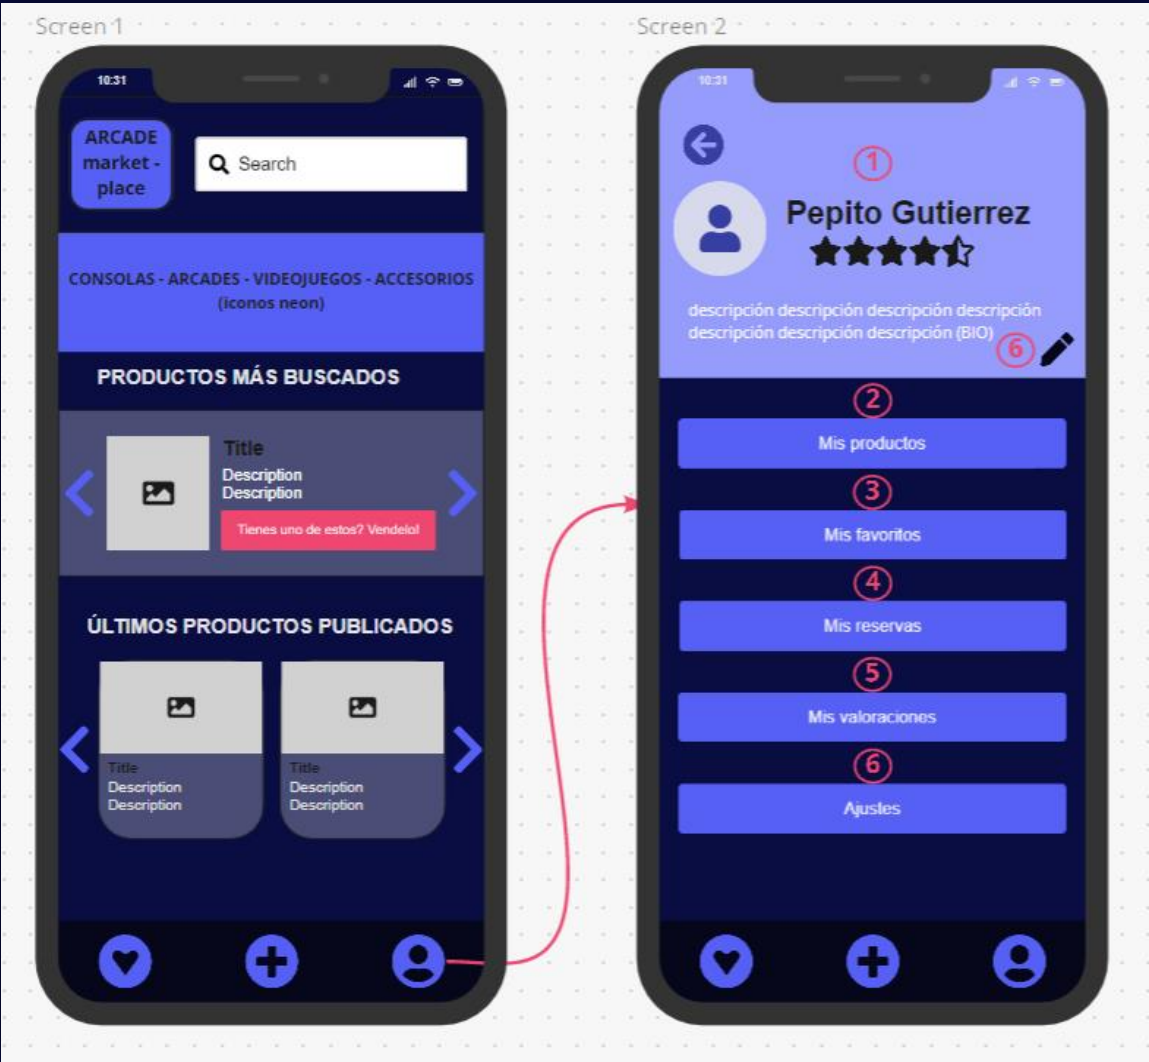 Screen 1
10:31
ARCADE
market -
place
Search
CONSOLAS - ARCADES - VIDEOJUEGOS - ACCESORIOS
(iconos neon)
PRODUCTOS MÁS BUSCADOS
Title
Description
Description
Tienes uno de estos? Vendelo!
ÚLTIMOS PRODUCTOS PUBLICADOS
Title
Description
Description
Title
Description
Description
Screen 2
10:31
1
Pepito Gutierrez
descripción descripción descripción descripción
descripción descripción descripción (BIO)
6
2
Mis productos
3
Mis favoritos
4
Mis reservas
5
Mis valoraciones
6
Ajustes